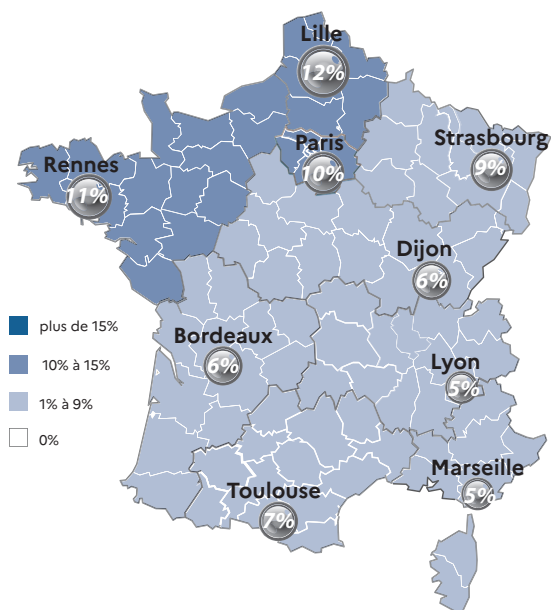 Lille
12%
Paris
10%
Strasbourg
9%
Rennes
11%
Dijon
6%
plus de 15%
10% à 15%
1% à 9%
0%
Bordeaux
6%
Lyon
5%
Marseille
5%
Toulouse
7%